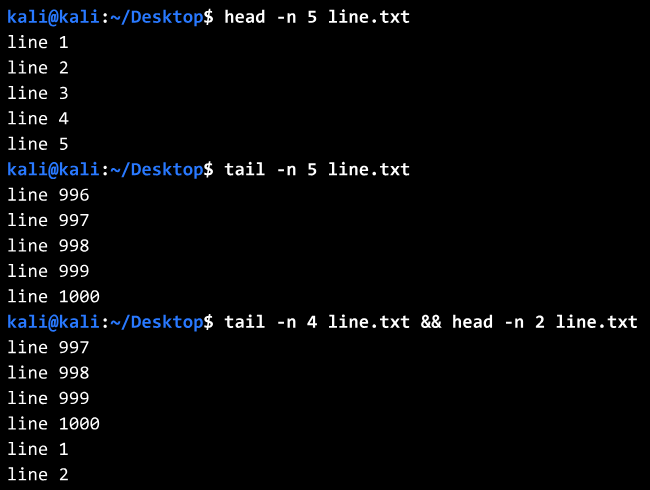 kali@kali:~/Desktop$ head -n 5 line.txt
line 1
line 2
line 3
line 4
line 5
kali@kali:~/Desktop$ tail -n 5 line.txt
line 996
line 997
line 998
line 999
line 1000
kali@kali:~/Desktop$ tail -n 4 line.txt && head -n 2 line.txt
line 997
line 998
line 999
line 1000
line 1
line 2